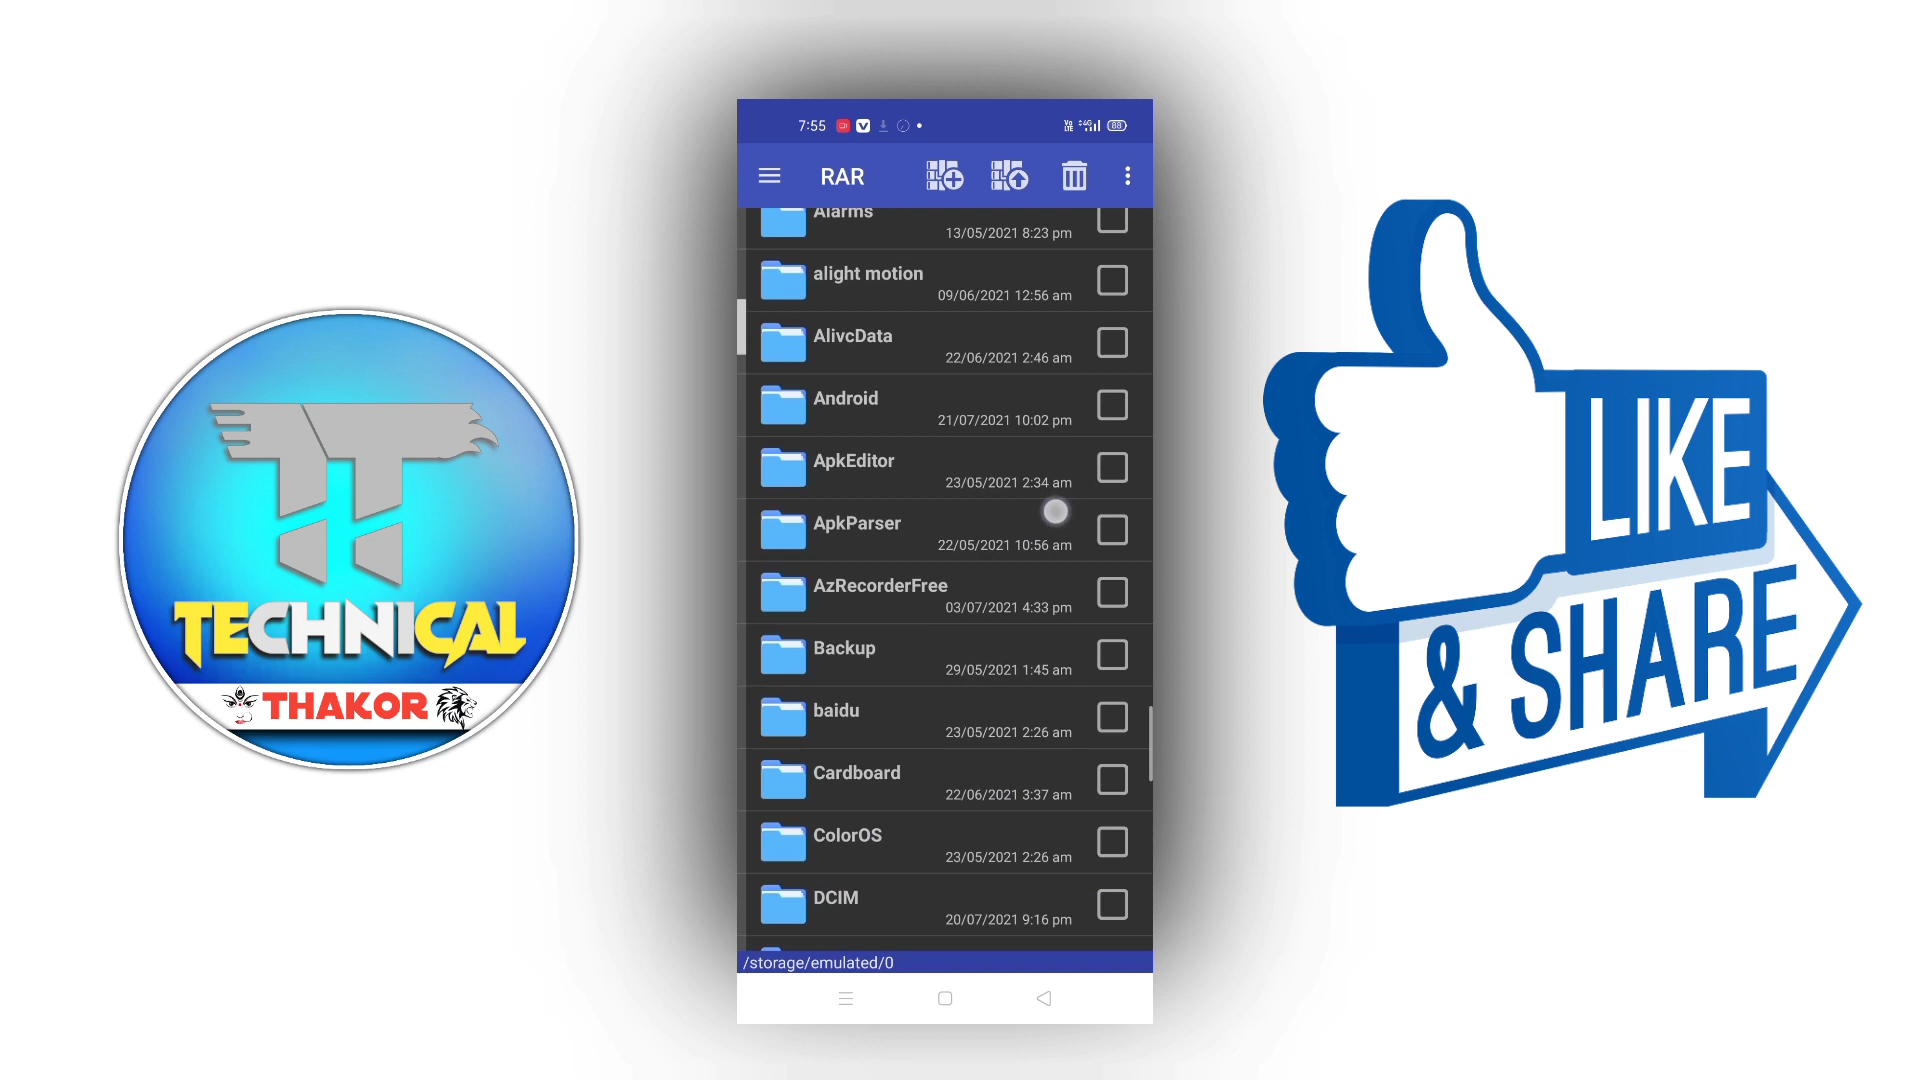 7:55
Vo LTE 4G 88
RAR
Alarms
13/05/2021 8:23 pm
alight motion
09/06/2021 12:56 am
AlivcData
22/06/2021 2:46 am
Android
21/07/2021 10:02 pm
ApkEditor
23/05/2021 2:34 am
ApkParser
22/05/2021 10:56 am
AzRecorderFree
03/07/2021 4:33 pm
Backup
29/05/2021 1:45 am
baidu
23/05/2021 2:26 am
Cardboard
22/06/2021 3:37 am
ColorOS
23/05/2021 2:26 am
DCIM
20/07/2021 9:16 pm
/storage/emulated/0
TT
TECHNICAL
THAKOR
LIKE
& SHARE